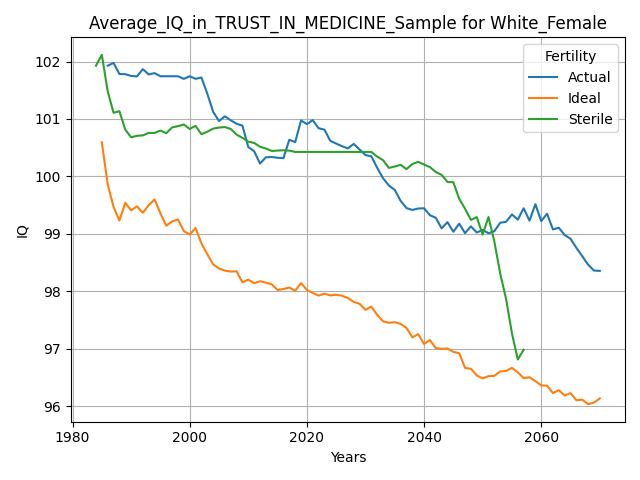 Average_IQ_in_TRUST_IN_MEDICINE_Sample for White_Female
Fertility
Actual
Ideal
Sterile
102
101
100
99
98
97
96
IQ
1980
2000
2020
2040
2060
Years